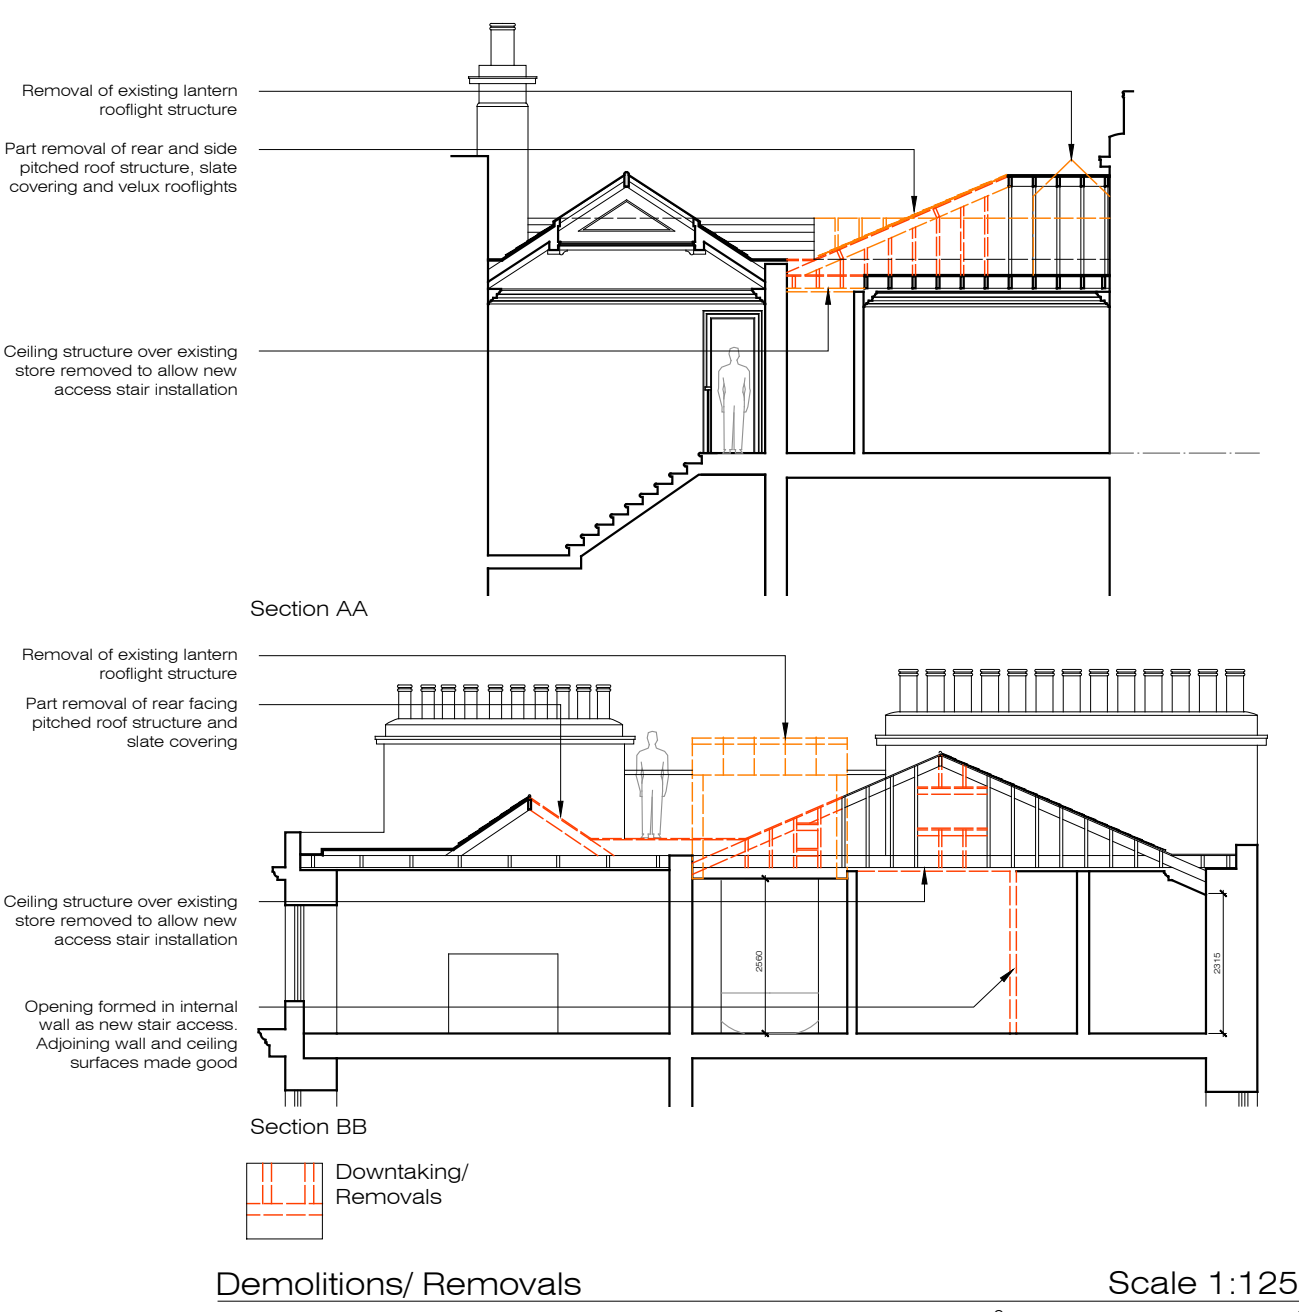 Removal of existing lantern
rooflight structure
Part removal of rear and side
pitched roof structure, slate
covering and velux rooflights
Ceiling structure over existing
store removed to allow new
access stair installation
Section AA
Removal of existing lantern
rooflight structure
Part removal of rear facing
pitched roof structure and
slate covering
Ceiling structure over existing
store removed to allow new
access stair installation
2560
2315
Opening formed in internal
wall as new stair access.
Adjoining wall and ceiling
surfaces made good
Section BB
Downtaking/
Removals
Demolitions/ Removals
Scale 1:125